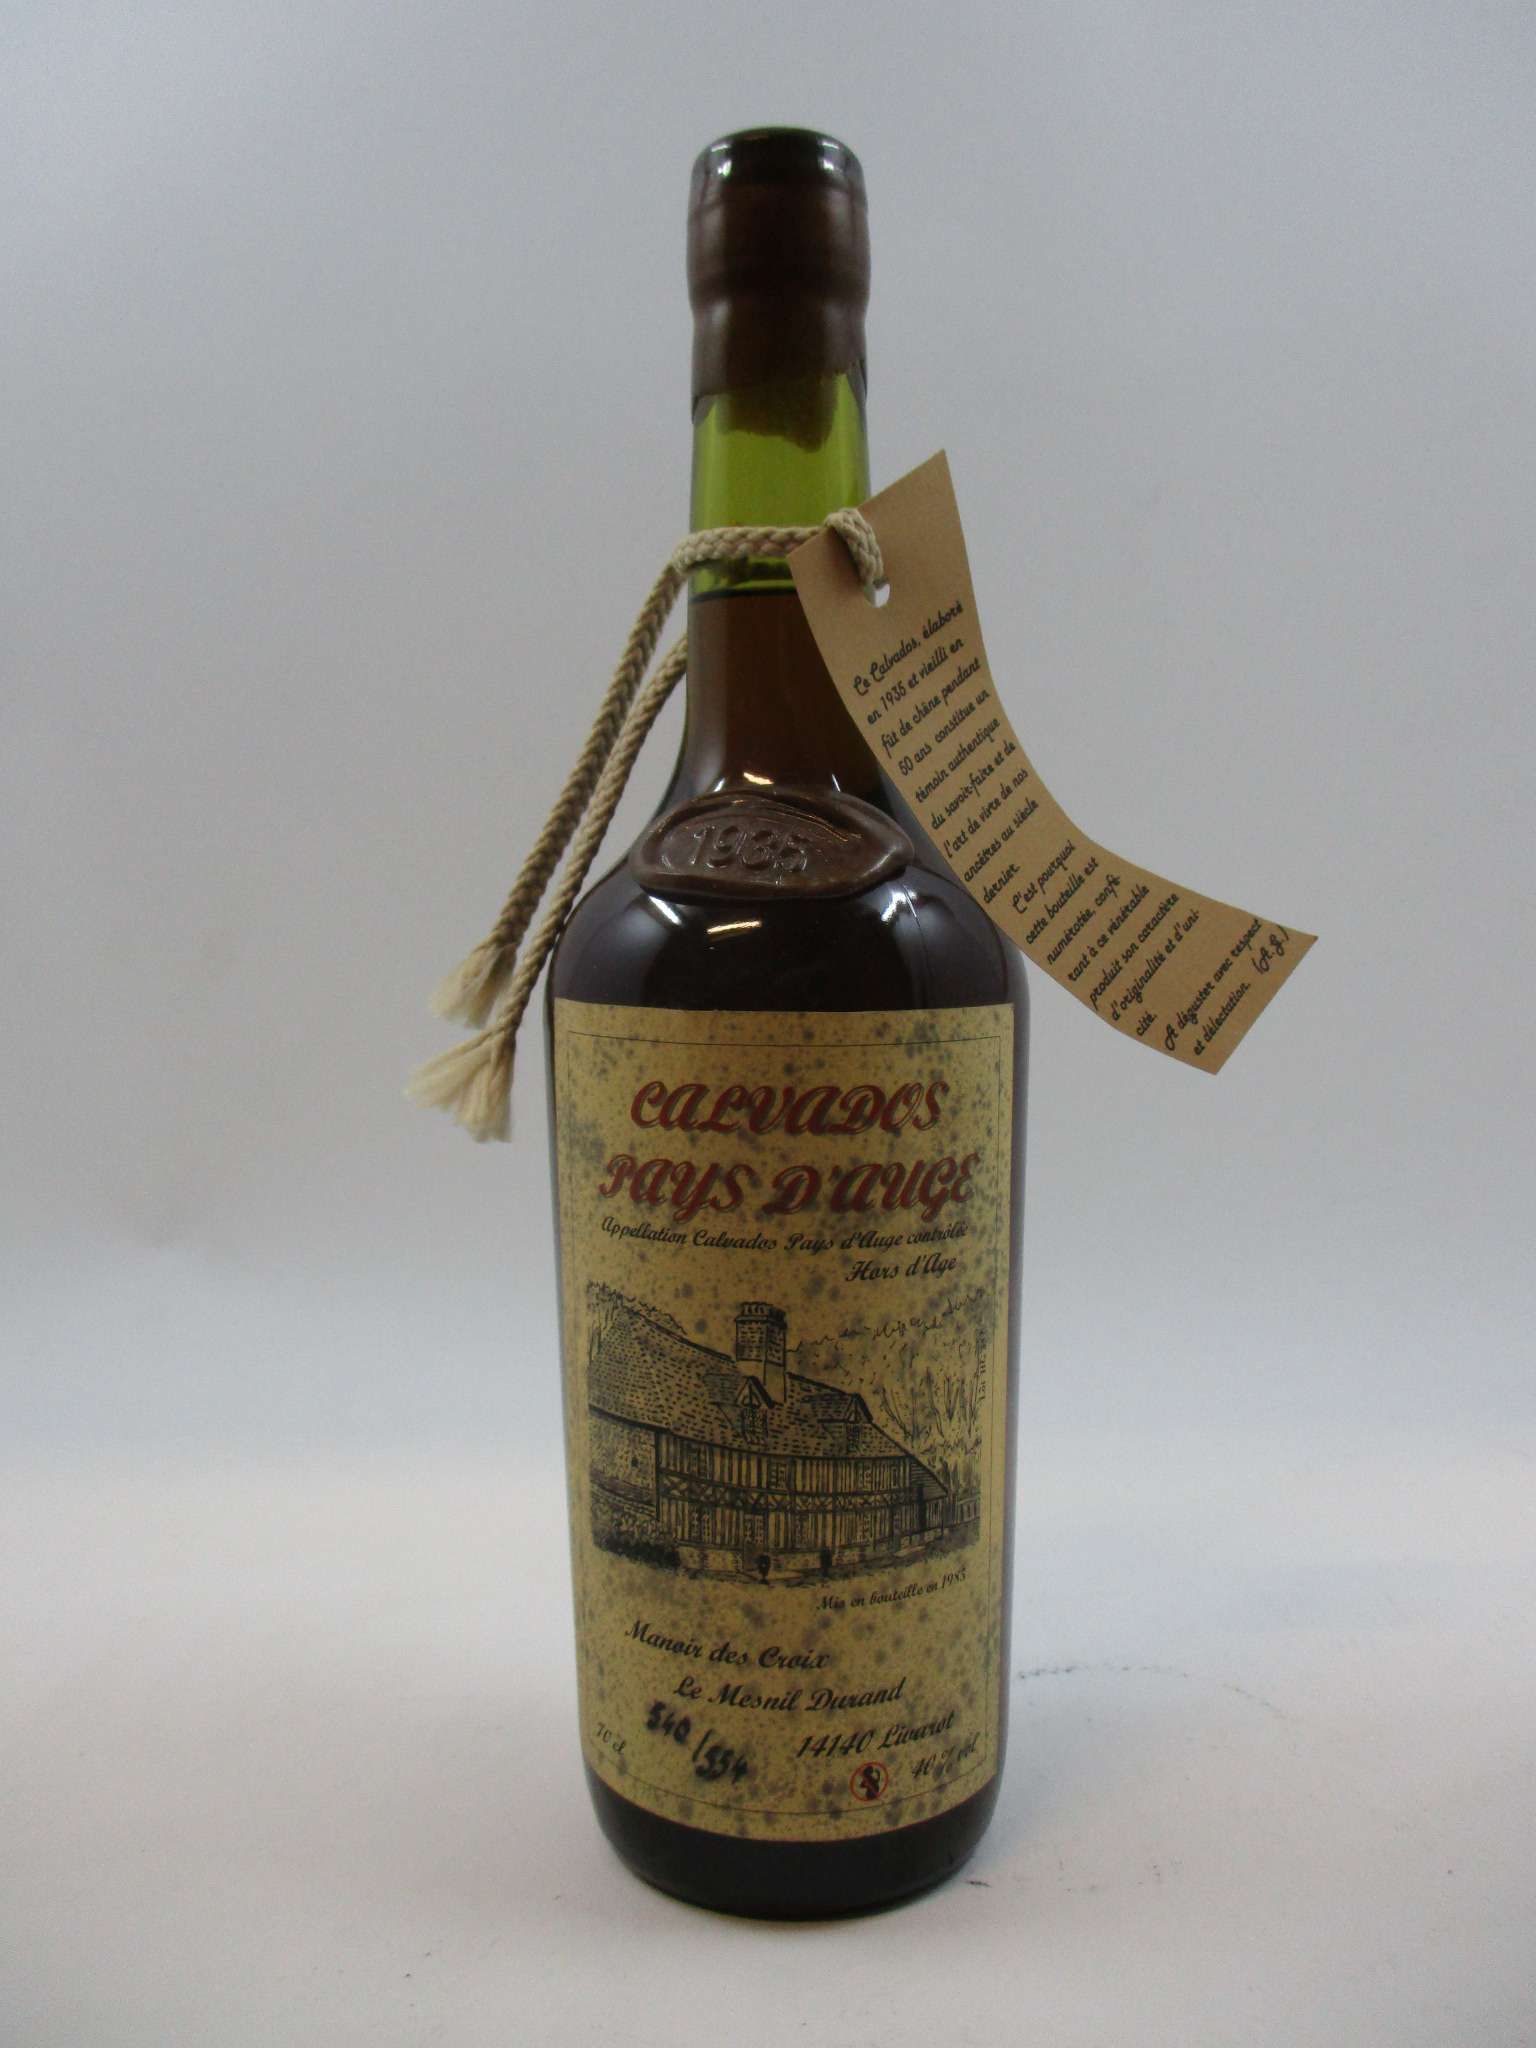 Ce Calvados, élaboré
en 1935 et vieilli en
fût de chêne pendant
50 ans constitue un
témoin authentique
du savoir-faire et de
l'art de vivre de nos
ancêtres au siècle
dernier.
C'est pourquoi
cette bouteille est
numérotée, confé-
rant à ce vénérable
produit son caractère
d'originalité et d'uni-
cité.
A déguster avec respect
et délectation. (A.G.)
1935
CALVADOS
PAYS D'AUGE
Appellation Calvados Pays d'Auge contrôlée
Hors d'Age
Mis en bouteille en 1985
Manoir des Croix
Le Mesnil Durand
14140 Livarot
70 cl
540/554
40 % vol